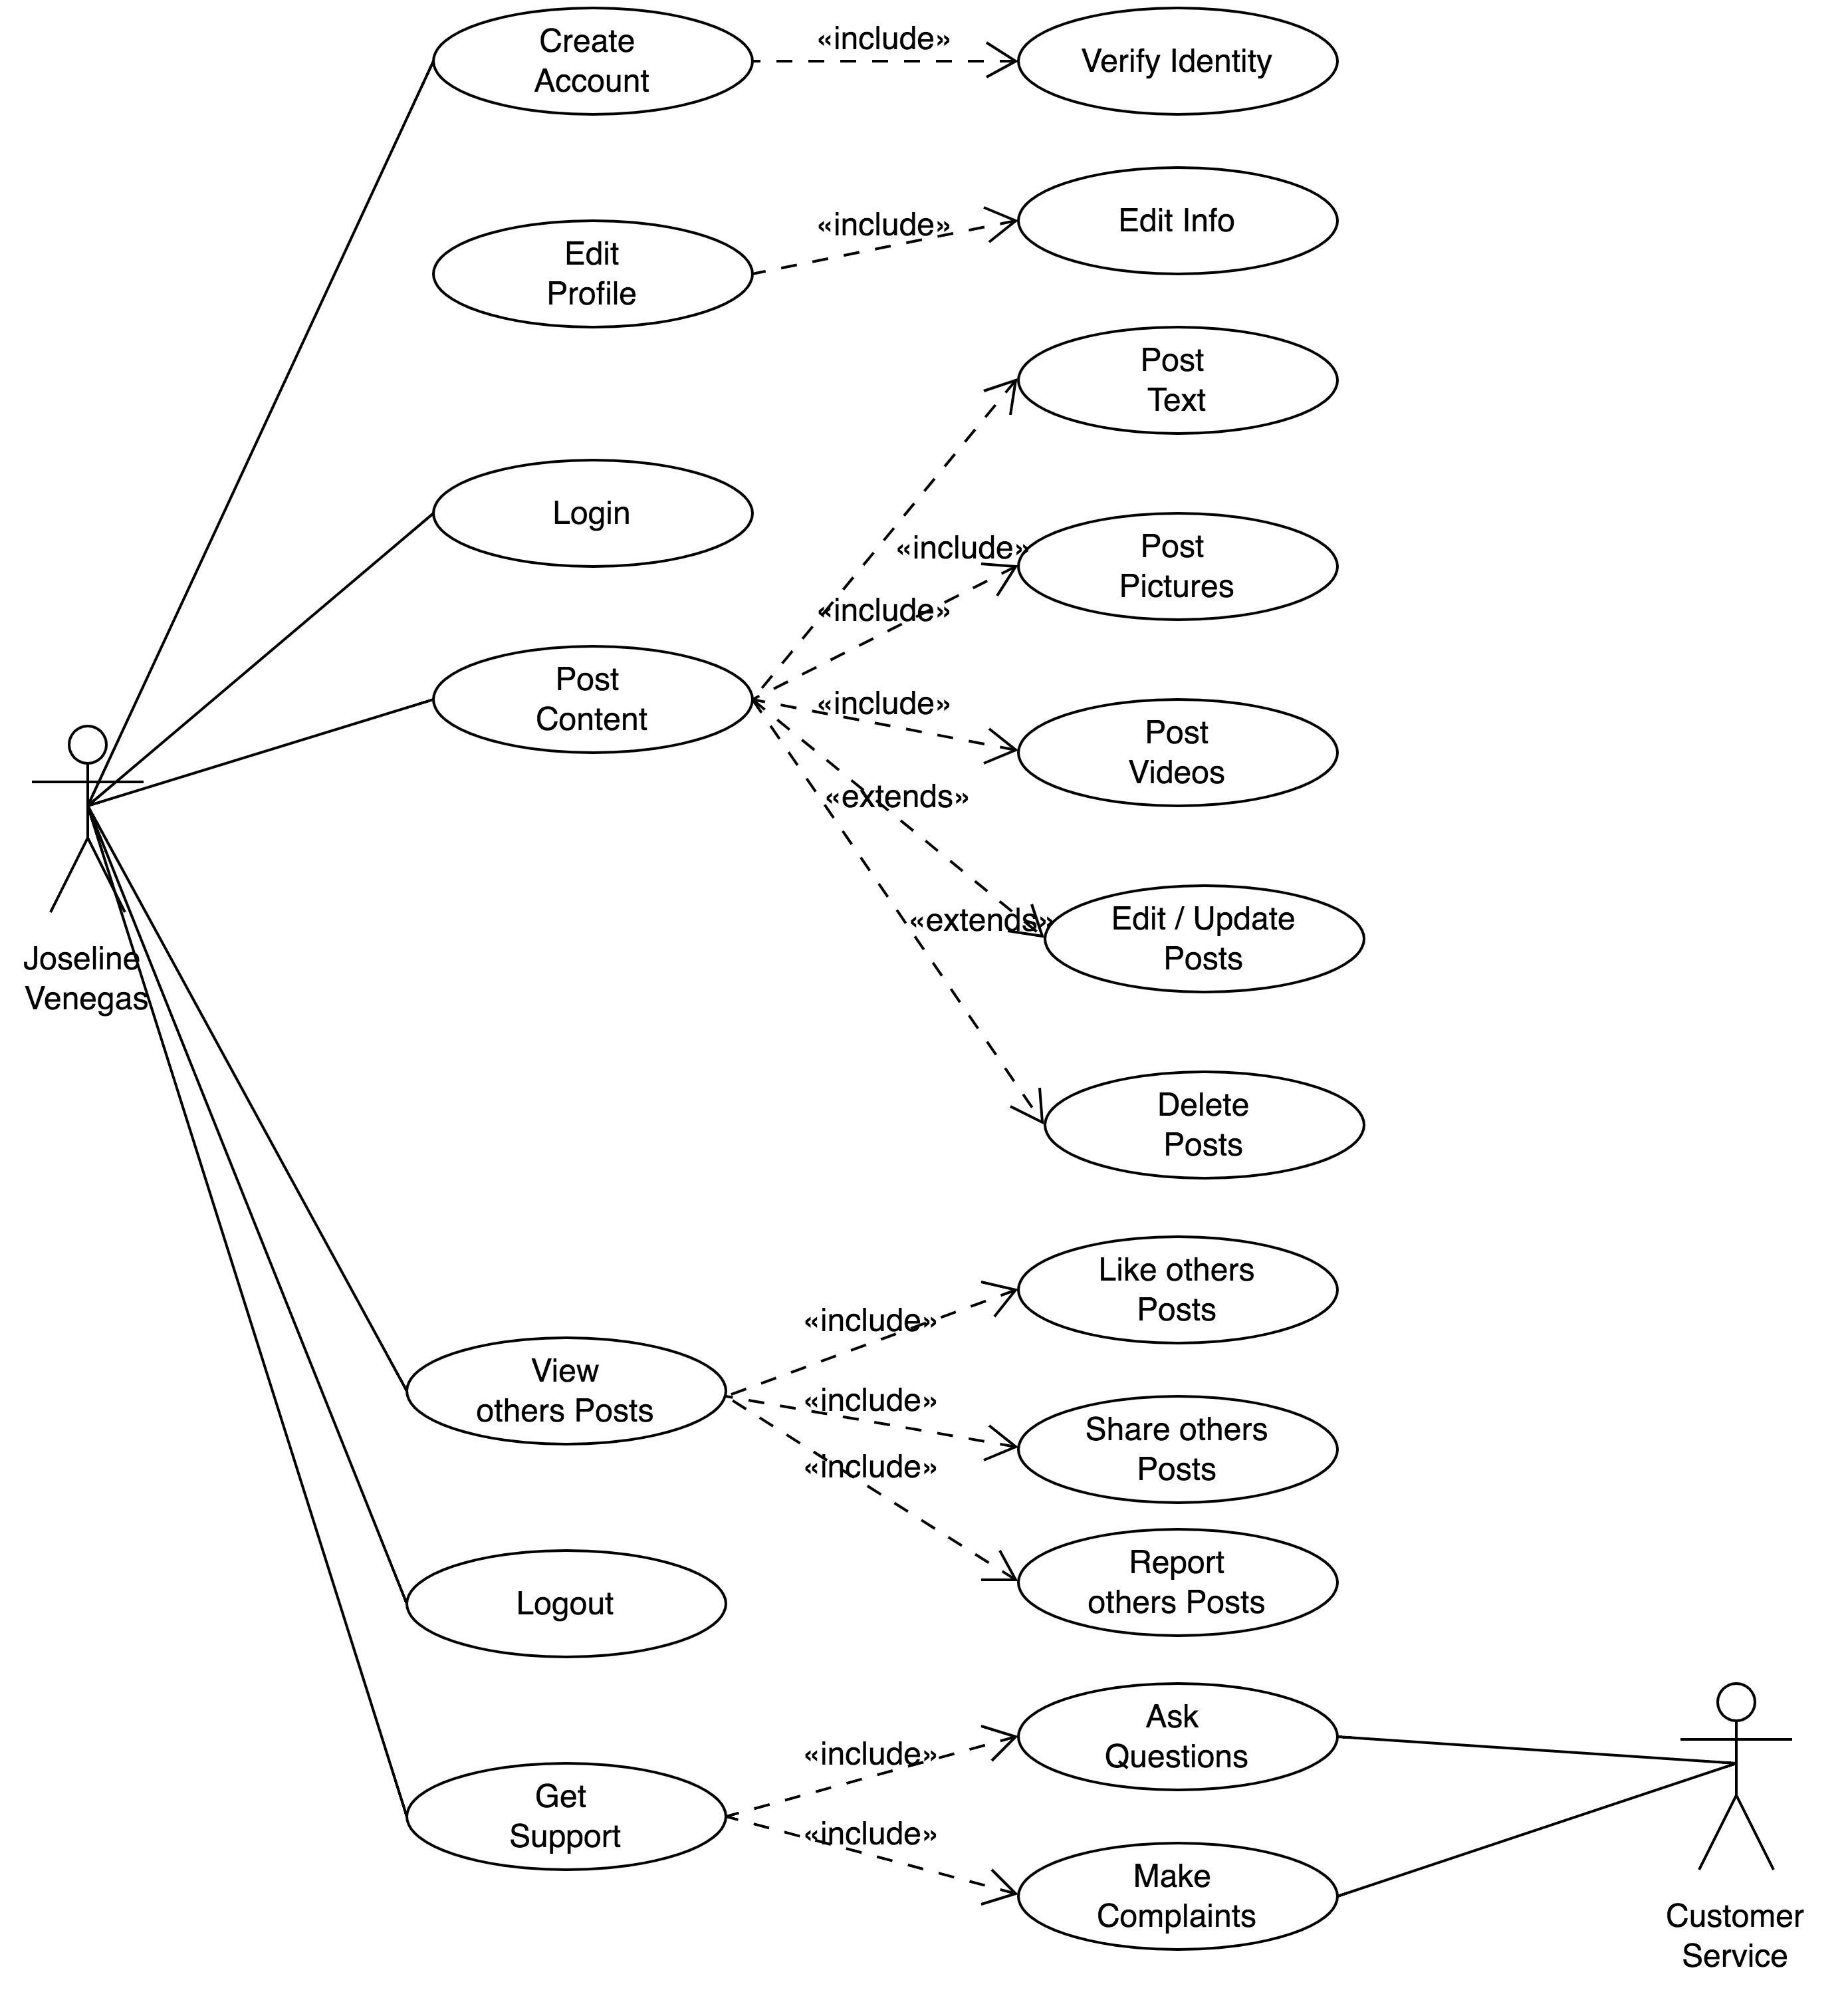 Create
Account
«include»
Verify Identity
Edit
Profile
«include»
Edit Info
Login
Post
Content
Post
Text
«include»
Post
Pictures
«include»
«include»
Post
Videos
«extends»
«extends»
Edit / Update
Posts
Delete
Posts
Joseline
Venegas
View
others Posts
«include»
Like others
Posts
«include»
Share others
Posts
«include»
Report
others Posts
Logout
Get
Support
«include»
Ask
Questions
«include»
Make
Complaints
Customer
Service